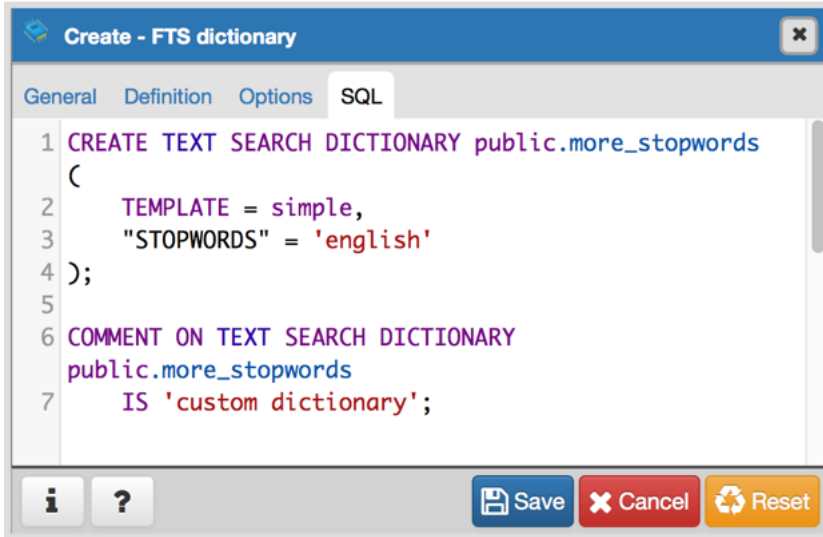 Create - FTS dictionary
General Definition Options SQL
1 CREATE TEXT SEARCH DICTIONARY public.more_stopwords
(
2 TEMPLATE = simple,
3 "STOPWORDS" = 'english'
4 );
5
6 COMMENT ON TEXT SEARCH DICTIONARY
public.more_stopwords
7 IS 'custom dictionary';
i ? Save Cancel Reset